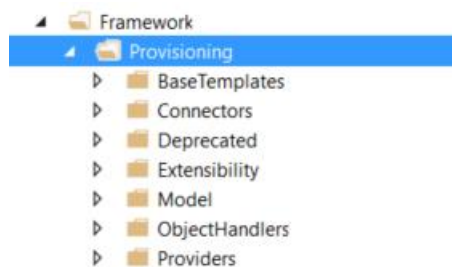 Framework
Provisioning
BaseTemplates
Connectors
Deprecated
Extensibility
Model
ObjectHandlers
Providers